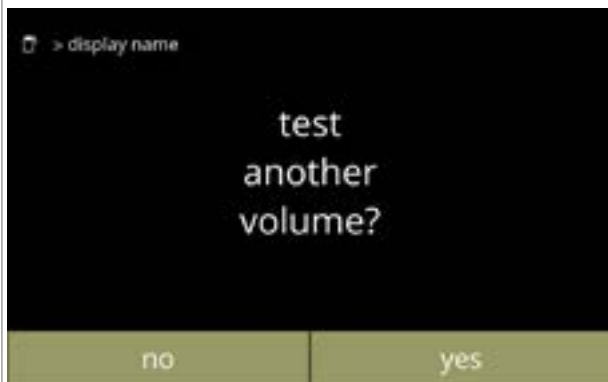 > display name
test
another
volume?
no
yes